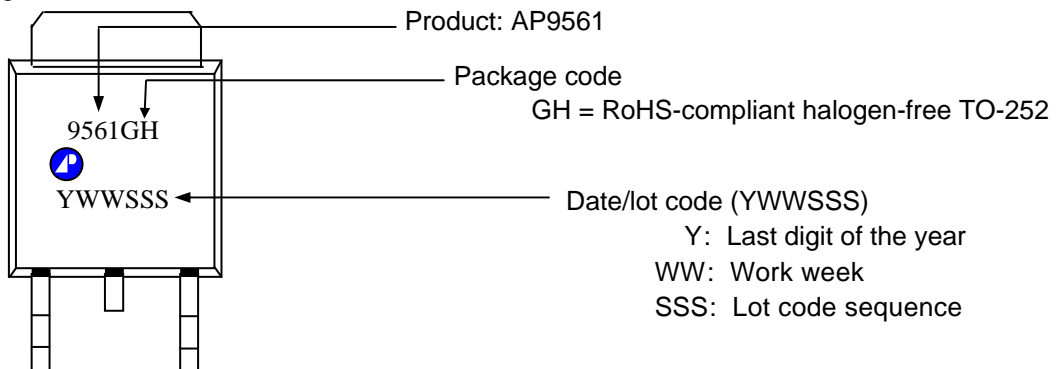 Product: AP9561
Package code
GH = RoHS-compliant halogen-free TO-252
9561GH
YWWSSS
Date/lot code (YWWSSS)
Y: Last digit of the year
WW: Work week
SSS: Lot code sequence